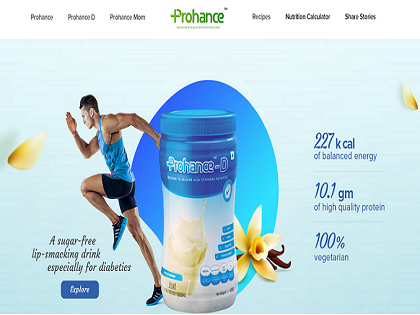 Prohance
Prohance D
Prohance Mom
Prohance™
Recipes
Nutrition Calculator
Share Stories
Prohance-D
227 k cal
of balanced energy
10.1 gm
of high quality protein
100%
vegetarian
A sugar-free
lip-smacking drink
especially for diabetics
Explore